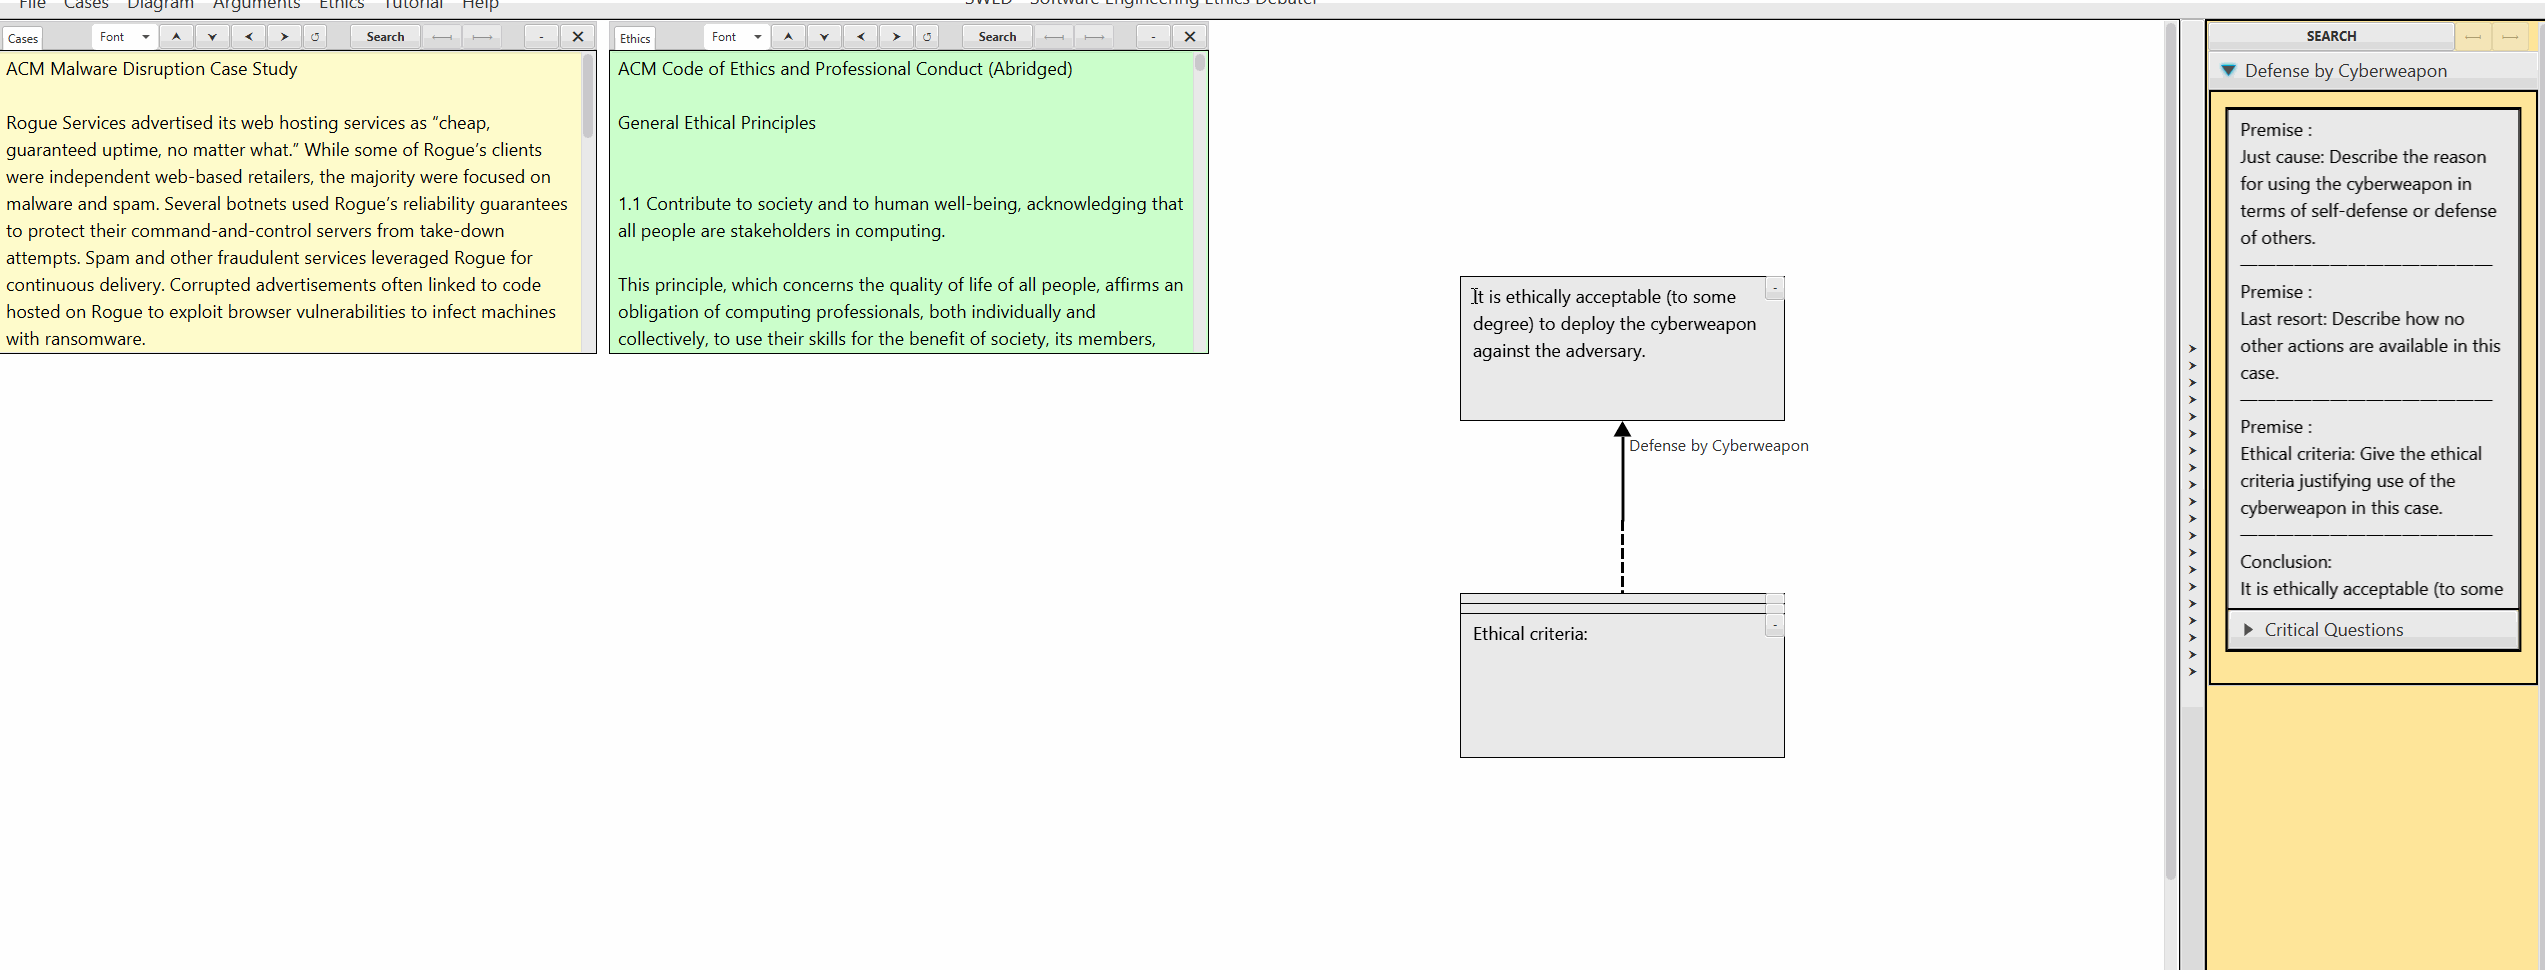 File Cases Diagram Arguments Ethics Tutorial Help
SWED - Software Engineering Ethics Debater
Cases
Font
Search
-
Ethics
Font
Search
-
ACM Malware Disruption Case Study
Rogue Services advertised its web hosting services as “cheap,
guaranteed uptime, no matter what.” While some of Rogue’s clients
were independent web-based retailers, the majority were focused on
malware and spam. Several botnets used Rogue’s reliability guarantees
to protect their command-and-control servers from take-down
attempts. Spam and other fraudulent services leveraged Rogue for
continuous delivery. Corrupted advertisements often linked to code
hosted on Rogue to exploit browser vulnerabilities to infect machines
with ransomware.
ACM Code of Ethics and Professional Conduct (Abridged)
General Ethical Principles
1.1 Contribute to society and to human well-being, acknowledging that
all people are stakeholders in computing.
This principle, which concerns the quality of life of all people, affirms an
obligation of computing professionals, both individually and
collectively, to use their skills for the benefit of society, its members,
It is ethically acceptable (to some
degree) to deploy the cyberweapon
against the adversary.
-
Defense by Cyberweapon
Ethical criteria:
-
SEARCH
Defense by Cyberweapon
Premise :
Just cause: Describe the reason
for using the cyberweapon in
terms of self-defense or defense
of others.
Premise :
Last resort: Describe how no
other actions are available in this
case.
Premise :
Ethical criteria: Give the ethical
criteria justifying use of the
cyberweapon in this case.
Conclusion:
It is ethically acceptable (to some
Critical Questions